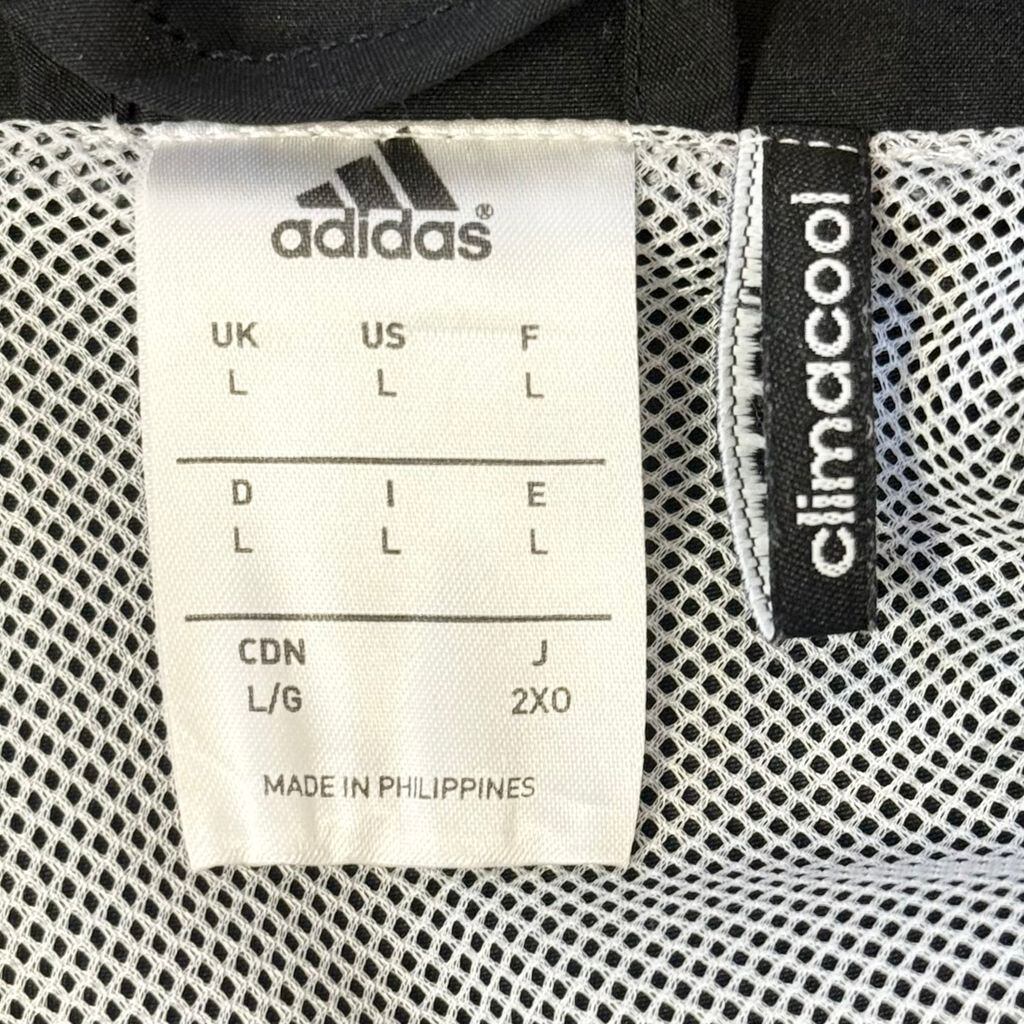 adidas®
UK US F
L L L
D I E
L L L
CDN J
L/G 2XO
MADE IN PHILIPPINES
climacool